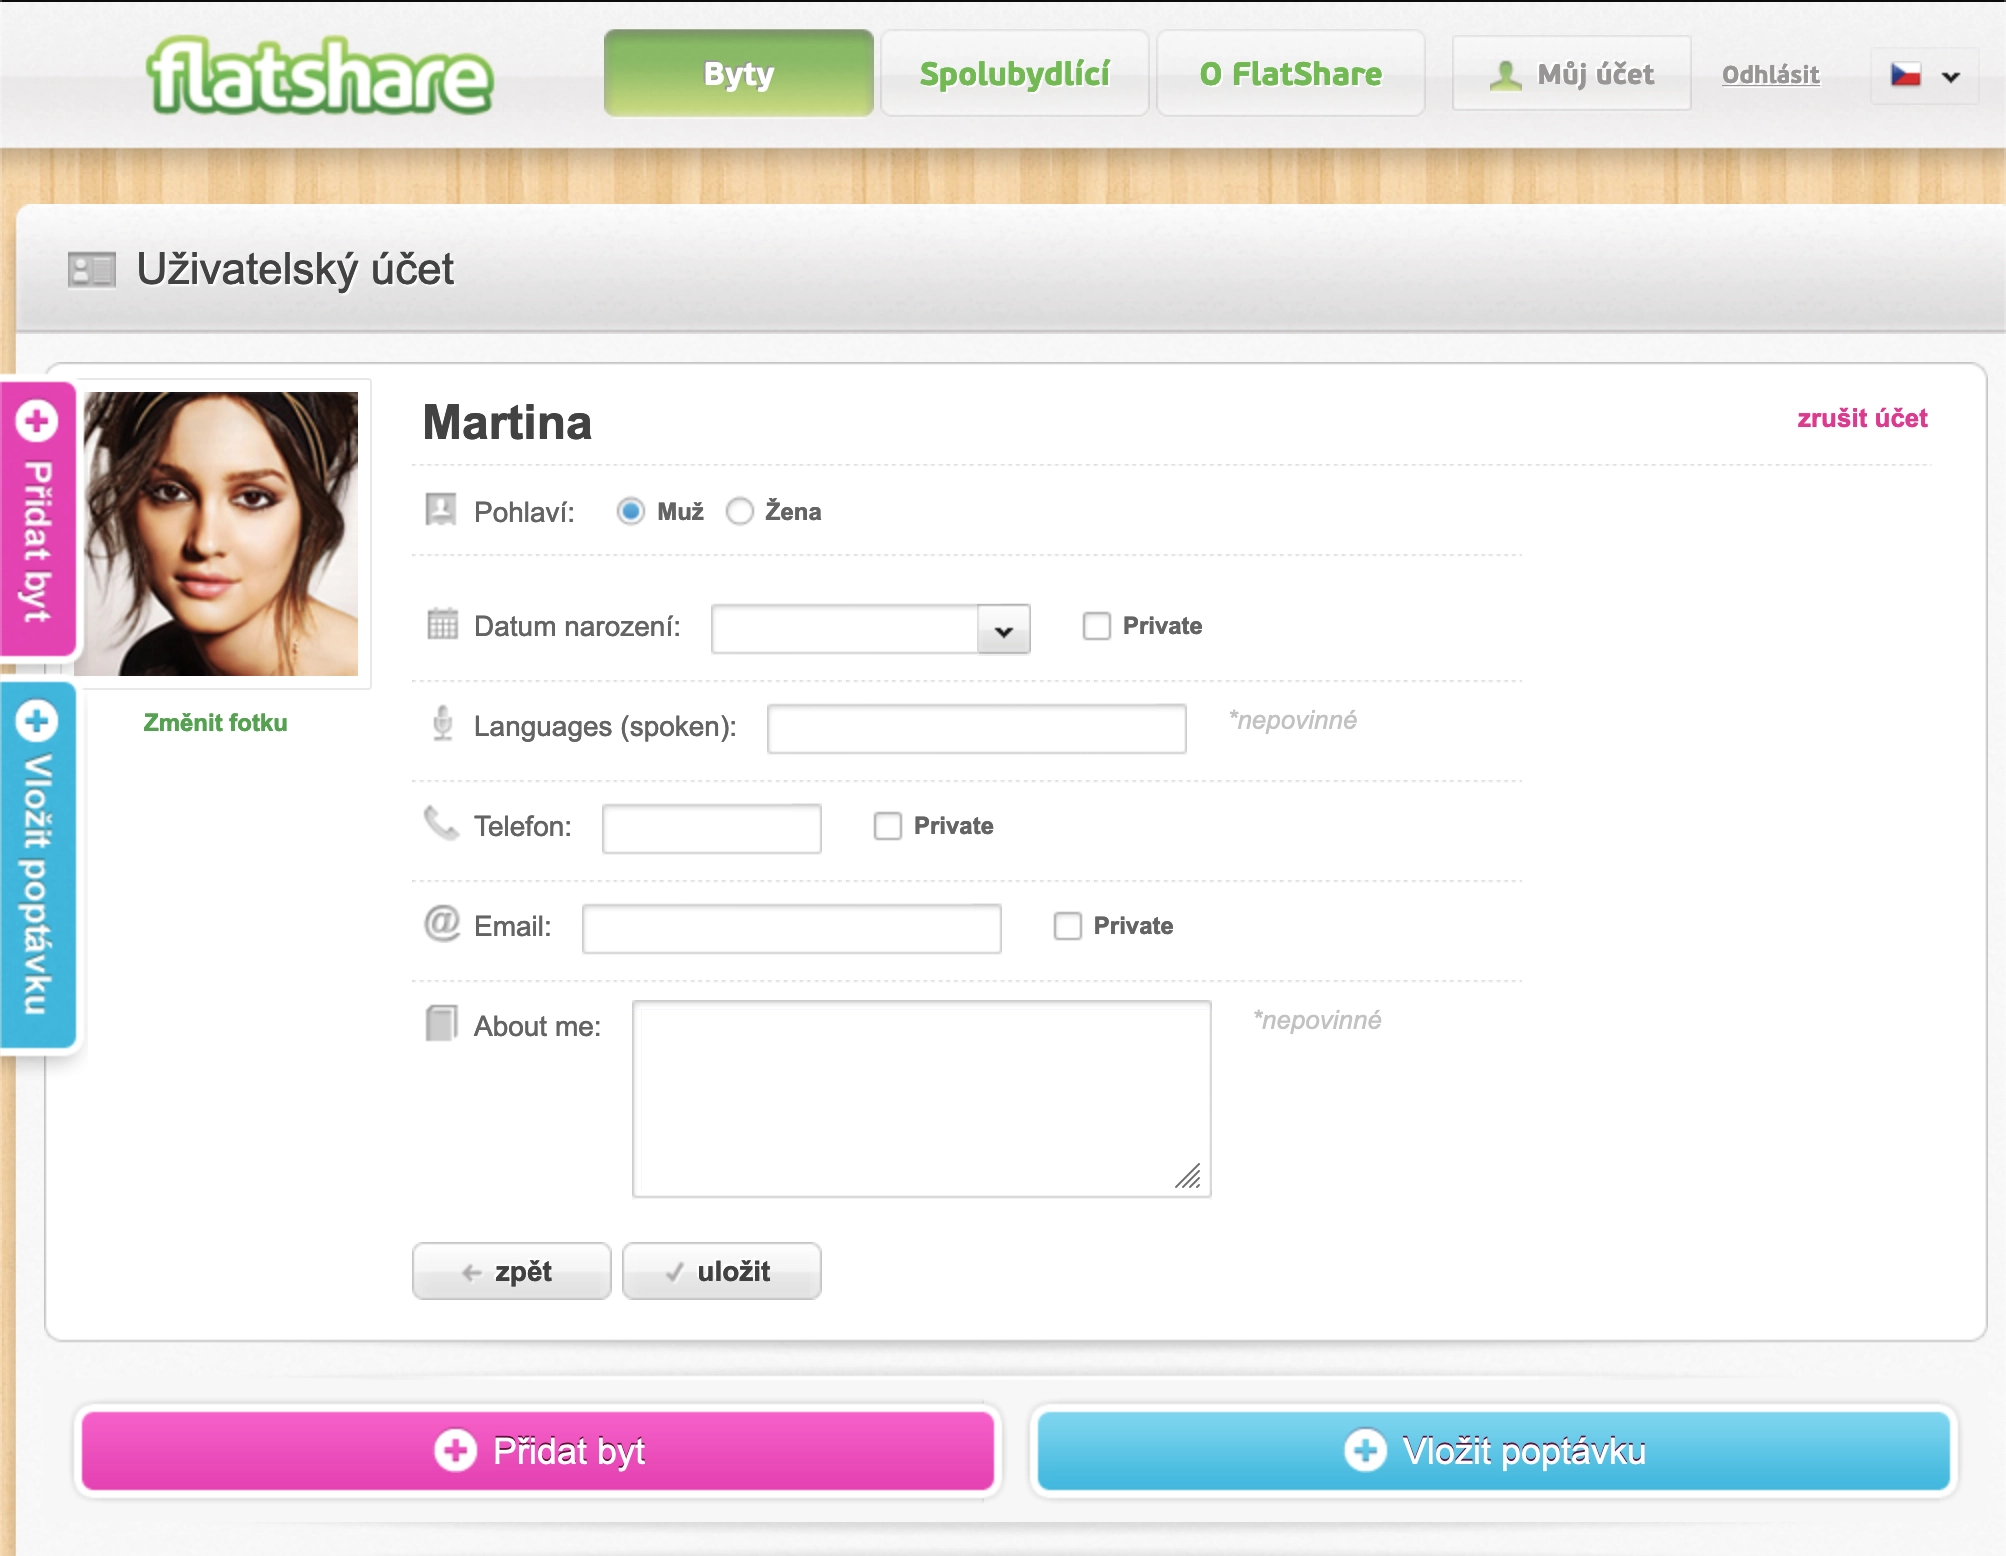 flatshare
Byty
Spolubydlící
O FlatShare
Můj účet
Odhlásit
Uživatelský účet
Přidat byt
Vložit poptávku
Změnit fotku
Martina
zrušit účet
Pohlaví: Muž Žena
Datum narození: Private
Languages (spoken): *nepovinné
Telefon: Private
@ Email: Private
About me: *nepovinné
zpět
uložit
Přidat byt
Vložit poptávku